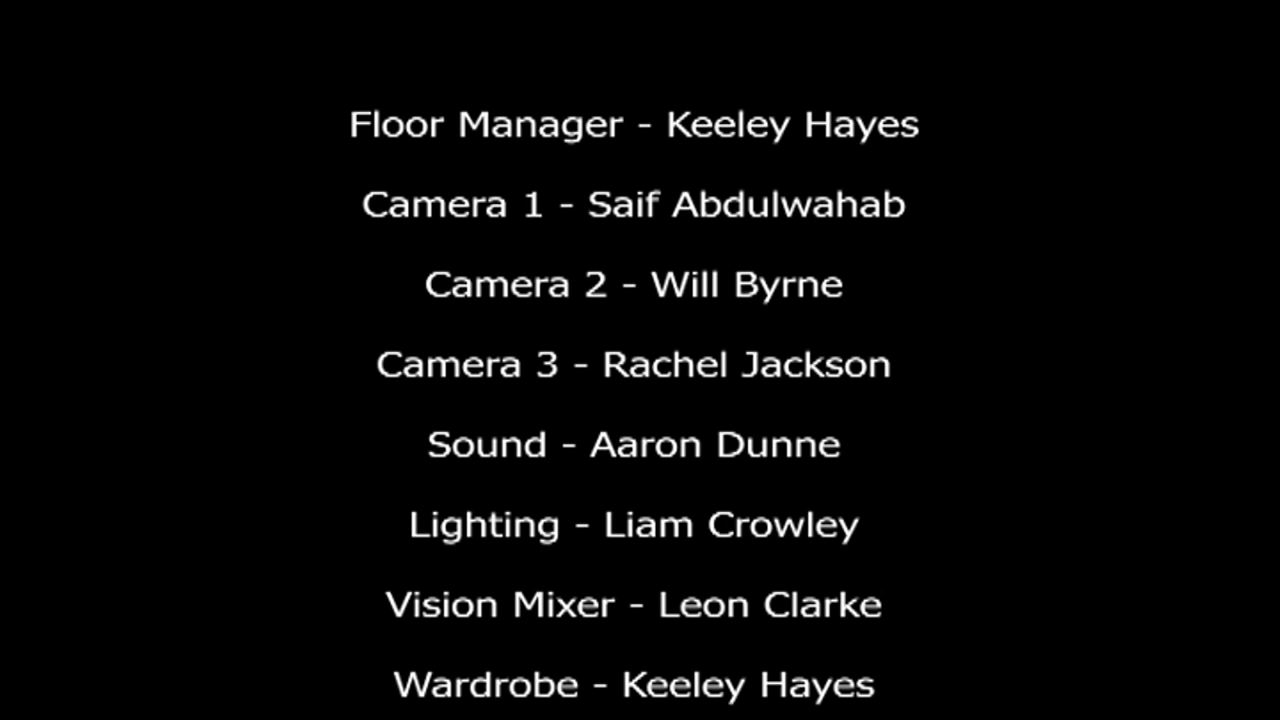 Floor Manager - Keeley Hayes
Camera 1 - Saif Abdulwahab
Camera 2 - Will Byrne
Camera 3 - Rachel Jackson
Sound - Aaron Dunne
Lighting - Liam Crowley
Vision Mixer - Leon Clarke
Wardrobe - Keeley Hayes